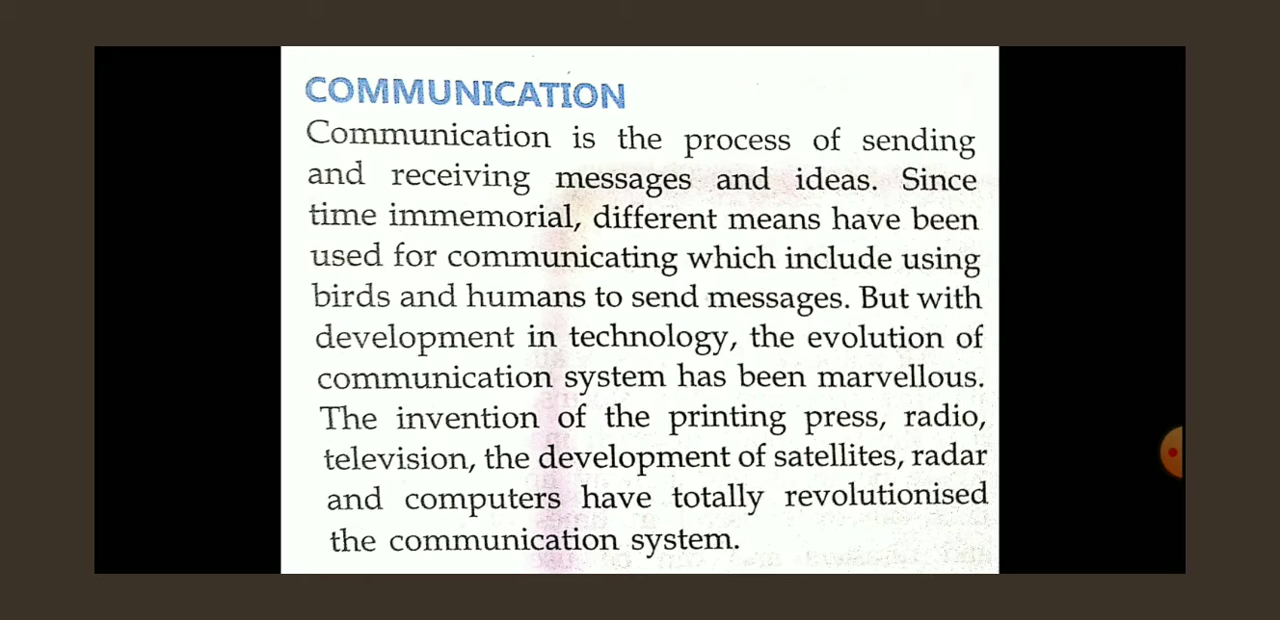 COMMUNICATION
Communication is the process of sending
and receiving messages and ideas. Since
time immemorial, different means have been
used for communicating which include using
birds and humans to send messages. But with
development in technology, the evolution of
communication system has been marvellous.
The invention of the printing press, radio,
television, the development of satellites, radar
and computers have totally revolutionised
the communication system.